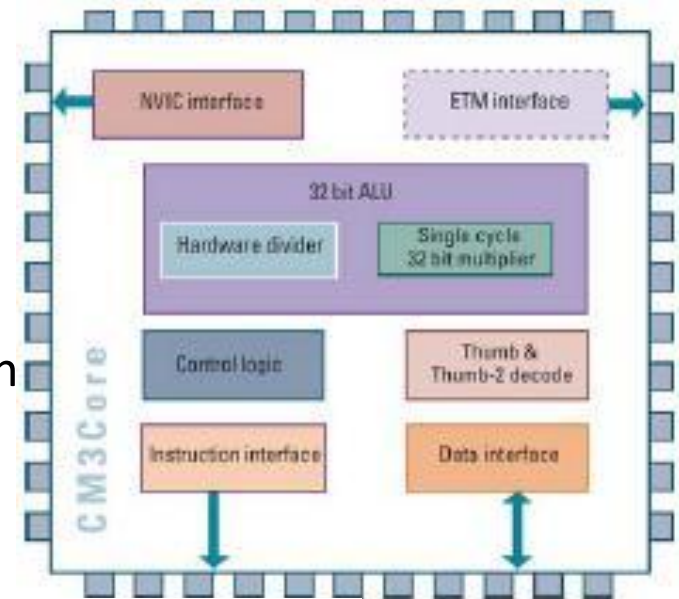 NVIC interface
ETM interface
32 bit ALU
Hardware divider
Single cycle
32 bit multiplier
Control logic
Thumb &
Thumb-2 decode
Instruction interface
Data interface
CM3Core